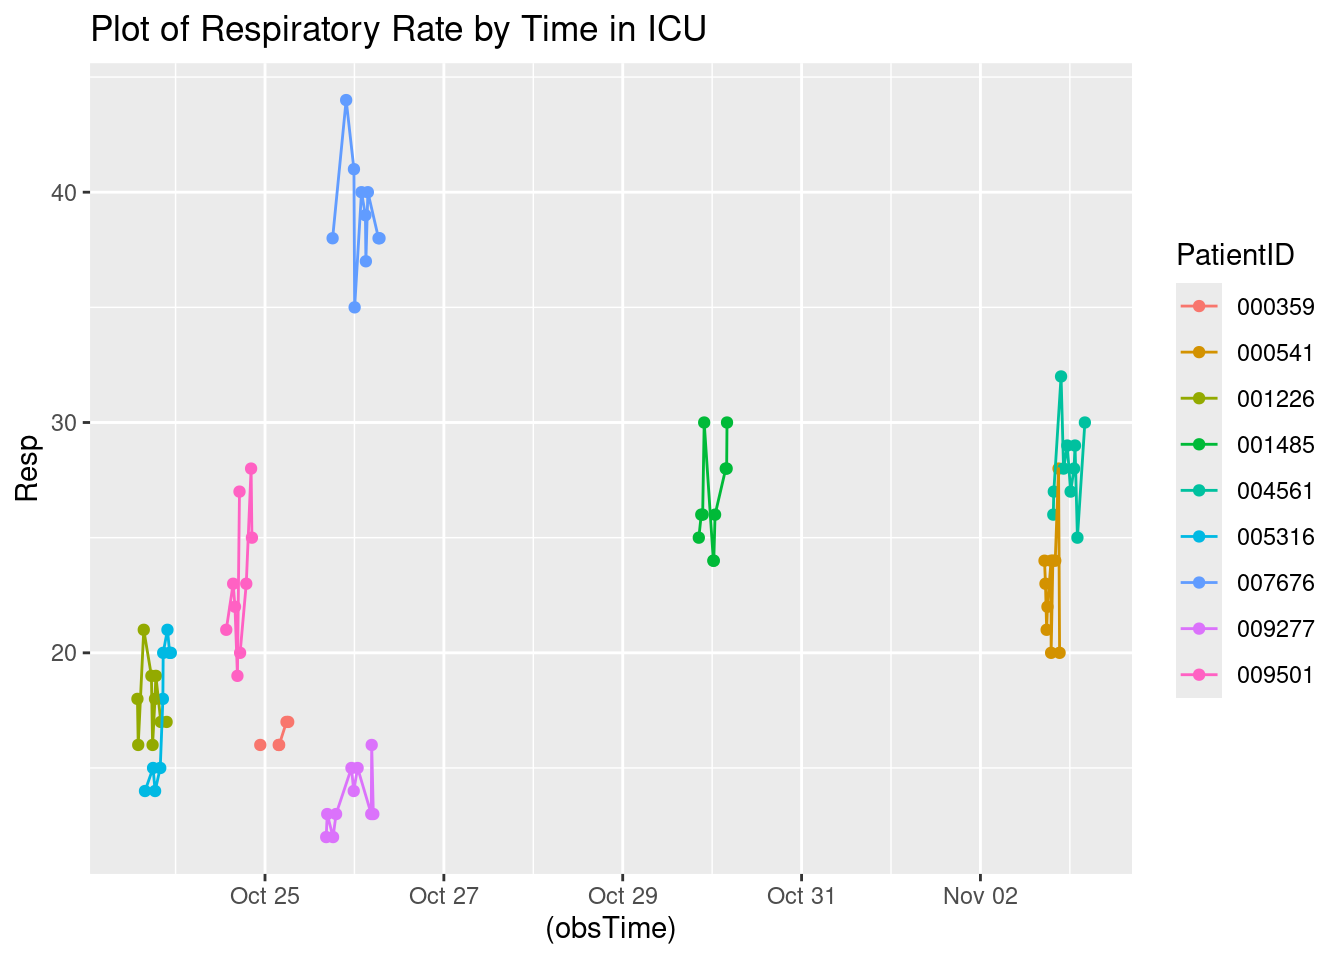 Plot of Respiratory Rate by Time in ICU
40
30
20
Resp
Oct 25
Oct 27
Oct 29
Oct 31
Nov 02
(obsTime)
PatientID
000359
000541
001226
001485
004561
005316
007676
009277
009501